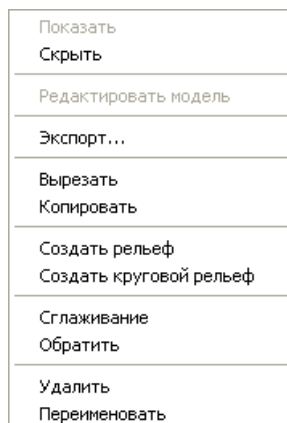 Показать
Скрыть
Редактировать модель
Экспорт...
Вырезать
Копировать
Создать рельеф
Создать круговой рельеф
Сглаживание
Обратить
Удалить
Переименовать